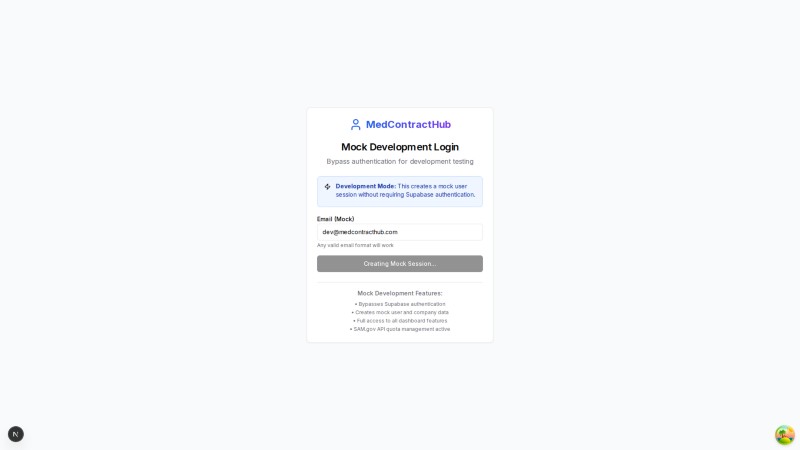 MedContractHub
Mock Development Login
Bypass authentication for development testing
Development Mode: This creates a mock user
session without requiring Supabase authentication.
Email (Mock)
dev@medcontracthub.com
Any valid email format will work
Creating Mock Session...
Mock Development Features:
• Bypasses Supabase authentication
• Creates mock user and company data
• Full access to all dashboard features
• SAM.gov API quota management active
N